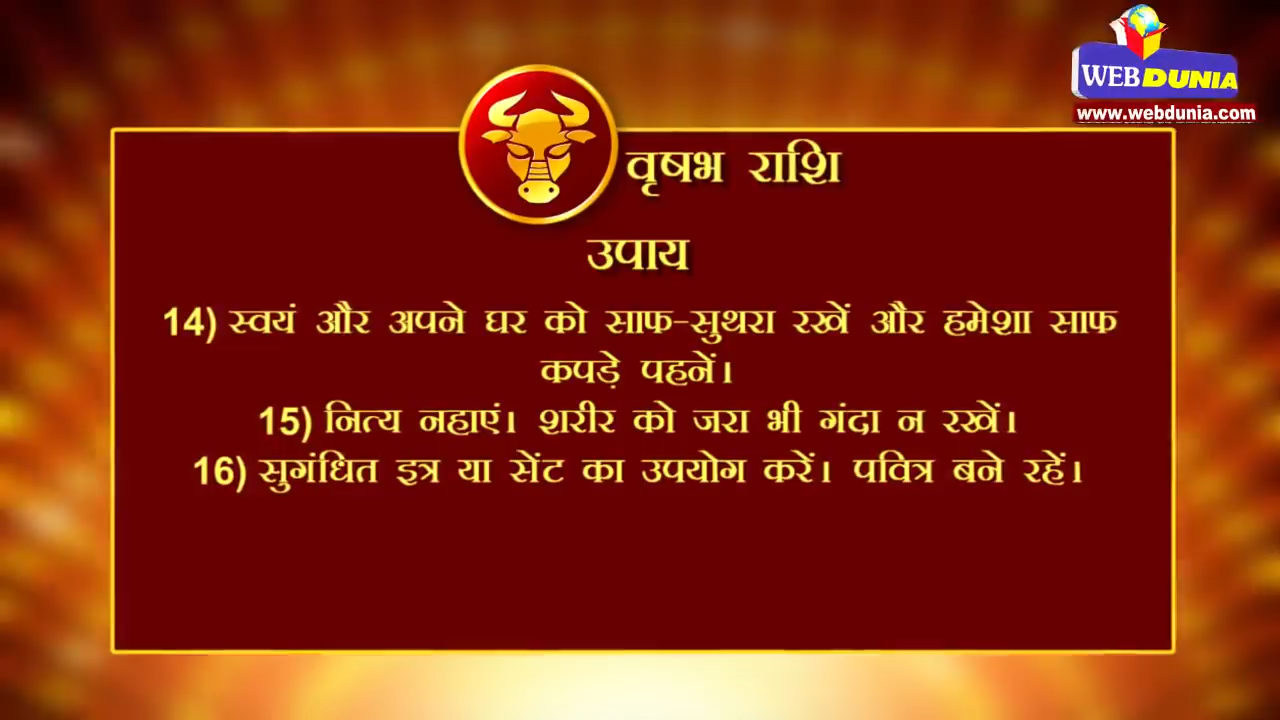 WEBDUNIA
www.webdunia.com
वृषभ राशि
उपाय
14) स्वयं और अपने घर को साफ-सुथरा रखें और हमेशा साफ
कपड़े पहनें।
15) नित्य नहाएं। शरीर को जरा भी गंदा न रखें।
16) सुगंधित इत्र या सेंट का उपयोग करें। पवित्र बने रहें।